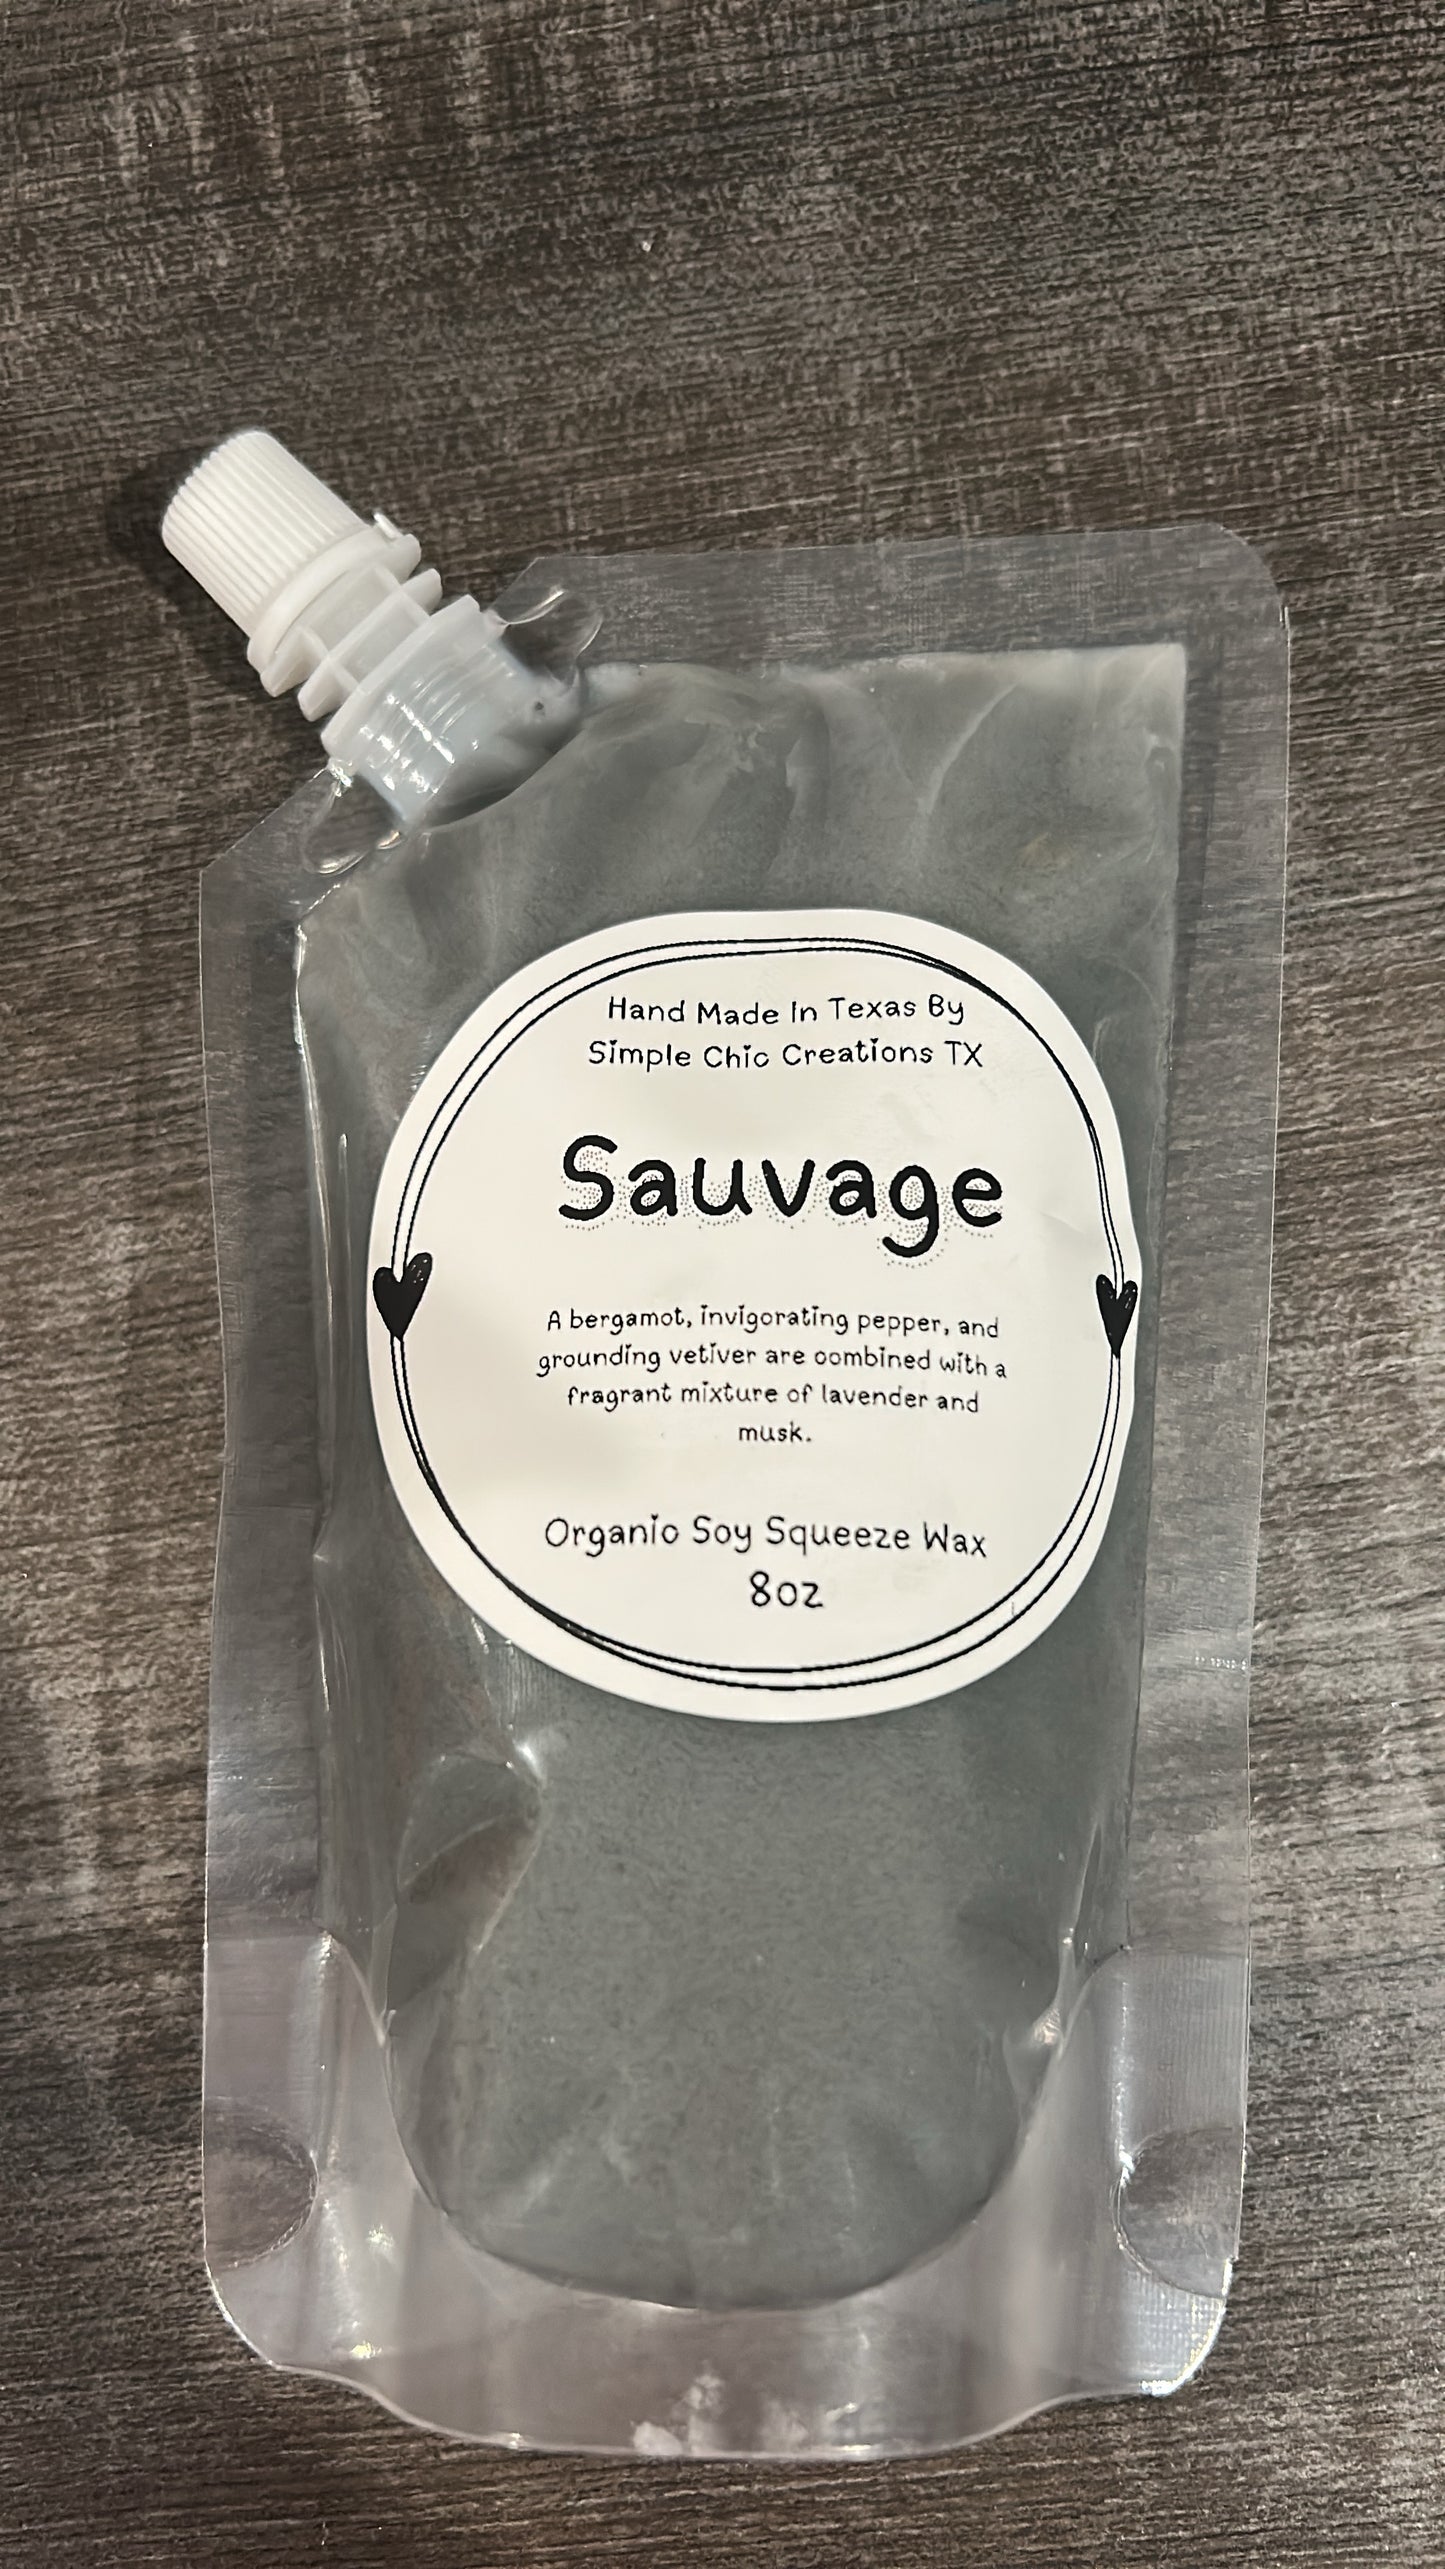 Hand Made In Texas By
Simple Chic Creations TX
Sauvage
A bergamot, invigorating pepper, and
grounding vetiver are combined with a
fragrant mixture of lavender and
musk.
Organic Soy Squeeze Wax
8oz